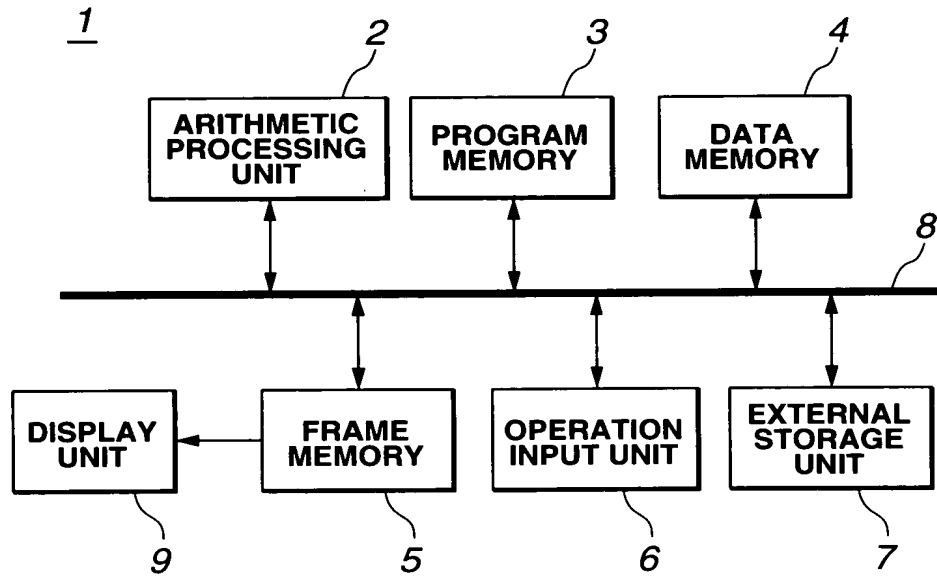 1
2
3
4
ARITHMETIC
PROCESSING
UNIT
PROGRAM
MEMORY
DATA
MEMORY
8
DISPLAY
UNIT
FRAME
MEMORY
OPERATION
INPUT UNIT
EXTERNAL
STORAGE
UNIT
9
5
6
7